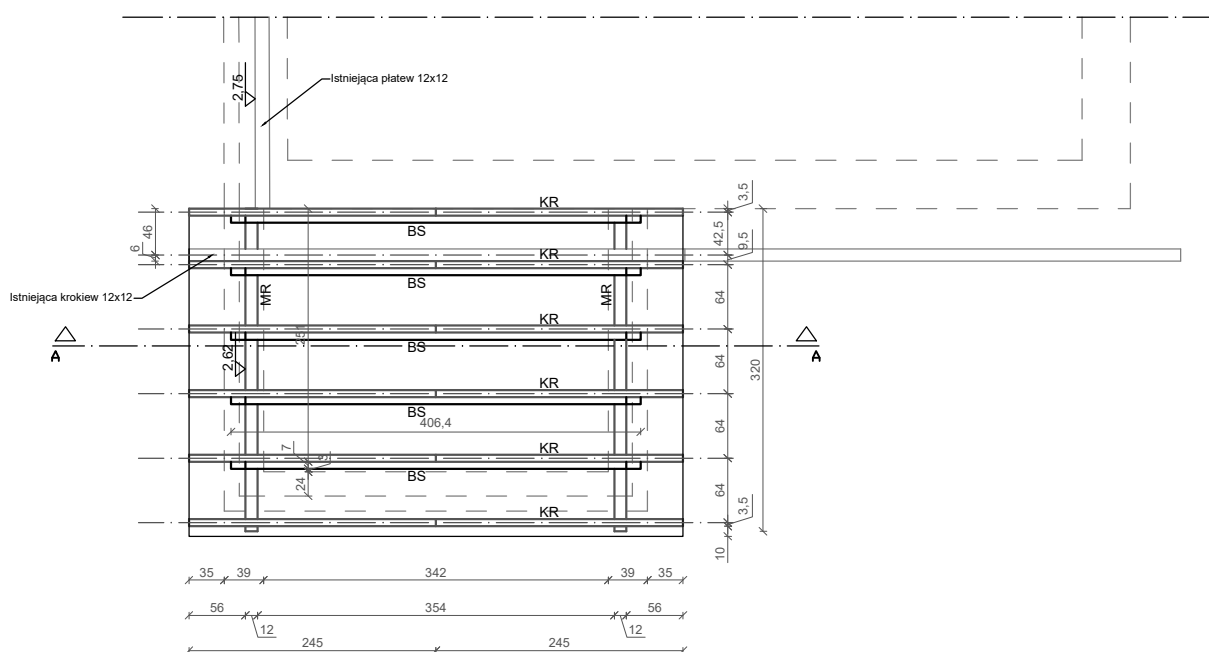 Istniejąca płatew 12x12
2,75
KR
3,5
BS
46
42,5
6
KR
9,5
Istniejąca krokiew 12x12
BS
MR
MR
64
KR
A
BS
A
2,62
64
320
KR
BS
406,4
64
KR
7
BS
24
64
KR
3,5
10
35
39
342
39
35
56
354
56
12
12
245
245